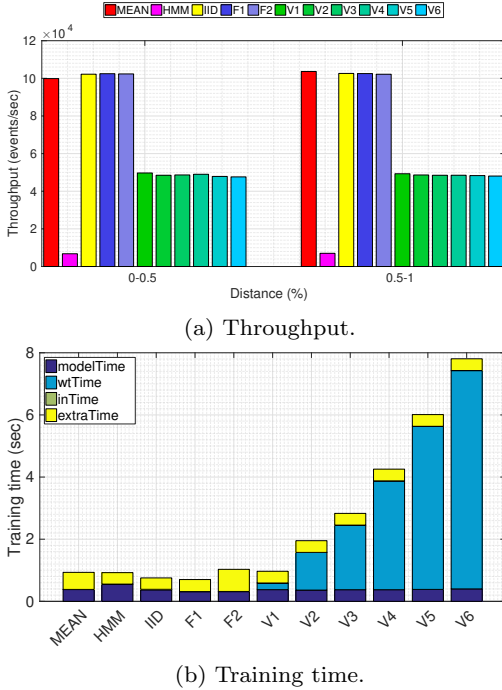 MEAN HMM IID F1 F2 V1 V2 V3 V4 V5 V6
×10⁴
12
10
8
6
4
2
0
Throughput (events/sec)
0-0.5 0.5-1
Distance (%)
(a) Throughput.
8
6
4
2
0
Training time (sec)
modelTime
wtTime
inTime
extraTime
MEAN HMM IID F1 F2 V1 V2 V3 V4 V5 V6
(b) Training time.